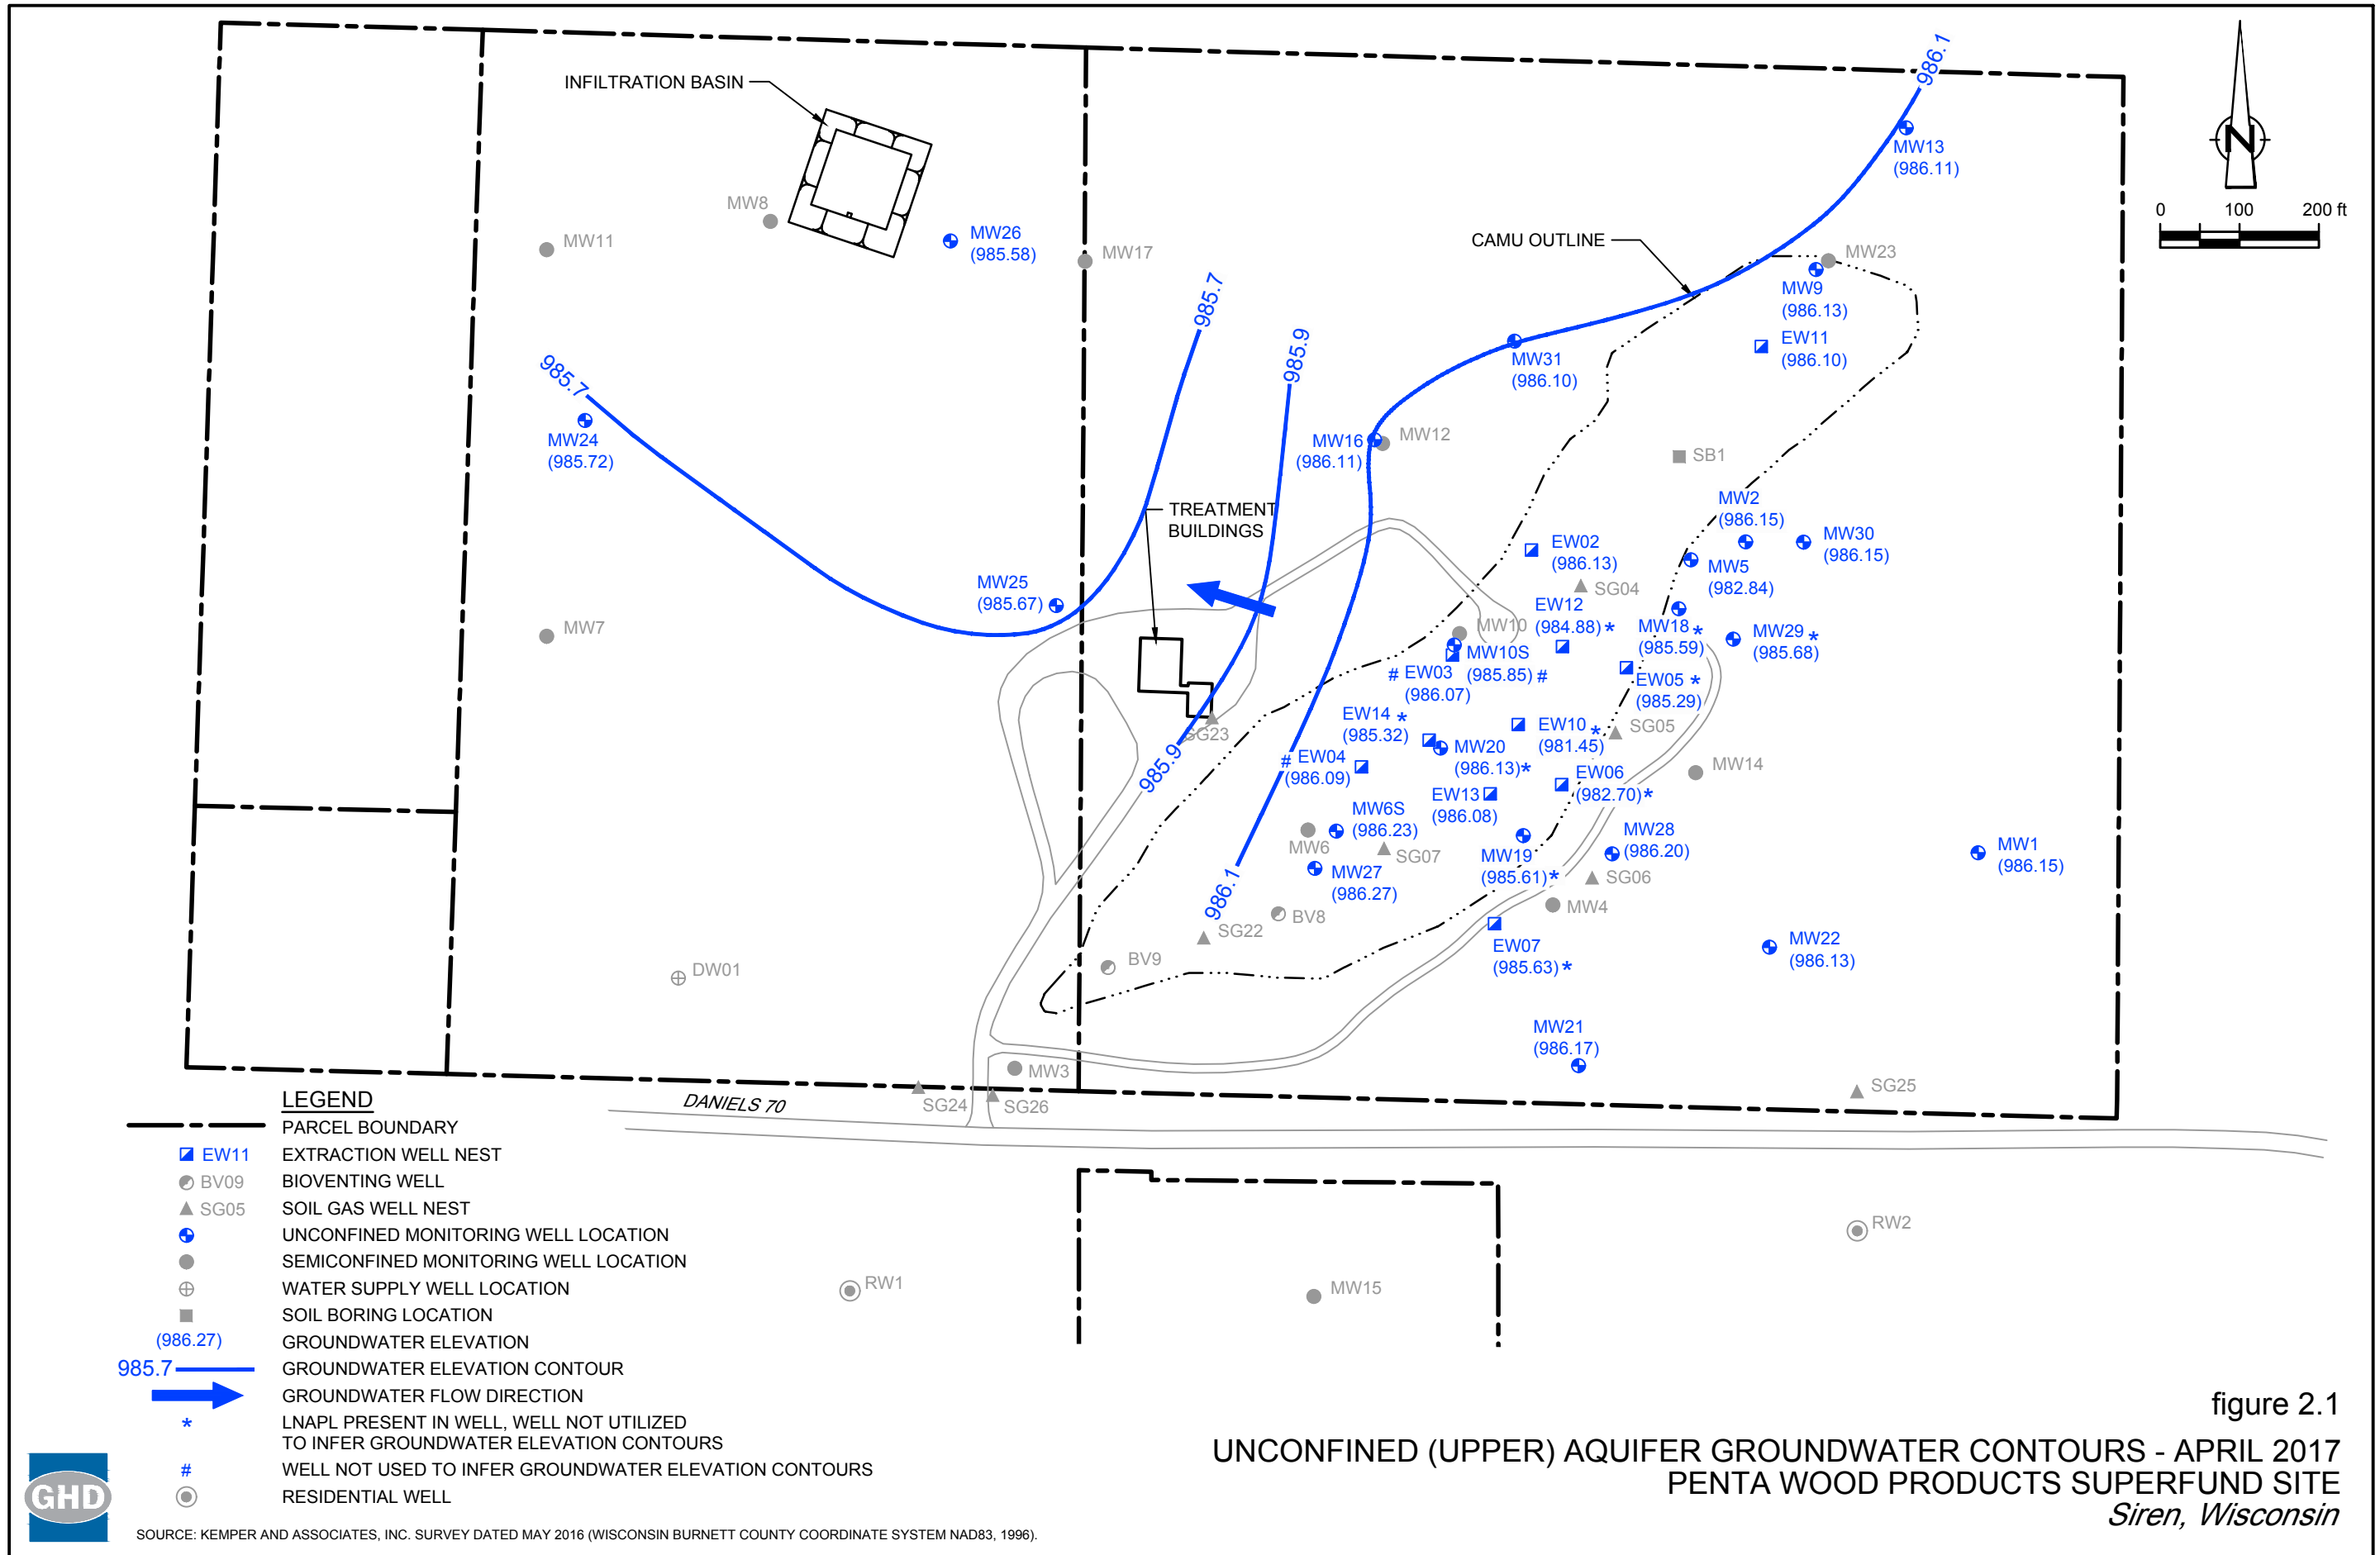 986.1
INFILTRATION BASIN
MW13
(986.11)
N
0 100 200 ft
MW8
MW11
MW26
(985.58)
MW17
CAMU OUTLINE
MW23
MW9
(986.13)
985.7
985.9
EW11
(986.10)
MW31
(986.10)
985.7
MW24
(985.72)
MW16
(986.11)
MW12
SB1
TREATMENT
BUILDINGS
MW2
(986.15)
MW30
(986.15)
EW02
(986.13)
MW5
(982.84)
SG04
MW25
(985.67)
EW12
(984.88) *
MW18 *
(985.59)
MW29 *
(985.68)
MW7
MW10
MW10S
(985.85) #
# EW03
(986.07)
EW05 *
(985.29)
EW14 *
(985.32)
EW10 *
(981.45)
SG05
SG23
MW20
(986.13)*
# EW04
(986.09)
985.9
EW06
(982.70)*
MW14
EW13
(986.08)
MW6S
(986.23)
MW6
SG07
MW28
(986.20)
MW1
(986.15)
MW19
(985.61)*
MW27
(986.27)
SG06
986.1
BV8
MW4
SG22
BV9
EW07
(985.63) *
MW22
(986.13)
DW01
MW21
(986.17)
MW3
SG24
SG26
SG25
DANIELS 70
RW2
RW1
MW15
LEGEND
PARCEL BOUNDARY
EW11 EXTRACTION WELL NEST
BV09 BIOVENTING WELL
SG05 SOIL GAS WELL NEST
UNCONFINED MONITORING WELL LOCATION
SEMICONFINED MONITORING WELL LOCATION
WATER SUPPLY WELL LOCATION
SOIL BORING LOCATION
(986.27) GROUNDWATER ELEVATION
985.7 GROUNDWATER ELEVATION CONTOUR
GROUNDWATER FLOW DIRECTION
* LNAPL PRESENT IN WELL, WELL NOT UTILIZED
TO INFER GROUNDWATER ELEVATION CONTOURS
# WELL NOT USED TO INFER GROUNDWATER ELEVATION CONTOURS
RESIDENTIAL WELL
GHD
SOURCE: KEMPER AND ASSOCIATES, INC. SURVEY DATED MAY 2016 (WISCONSIN BURNETT COUNTY COORDINATE SYSTEM NAD83, 1996).
figure 2.1
UNCONFINED (UPPER) AQUIFER GROUNDWATER CONTOURS - APRIL 2017
PENTA WOOD PRODUCTS SUPERFUND SITE
Siren, Wisconsin